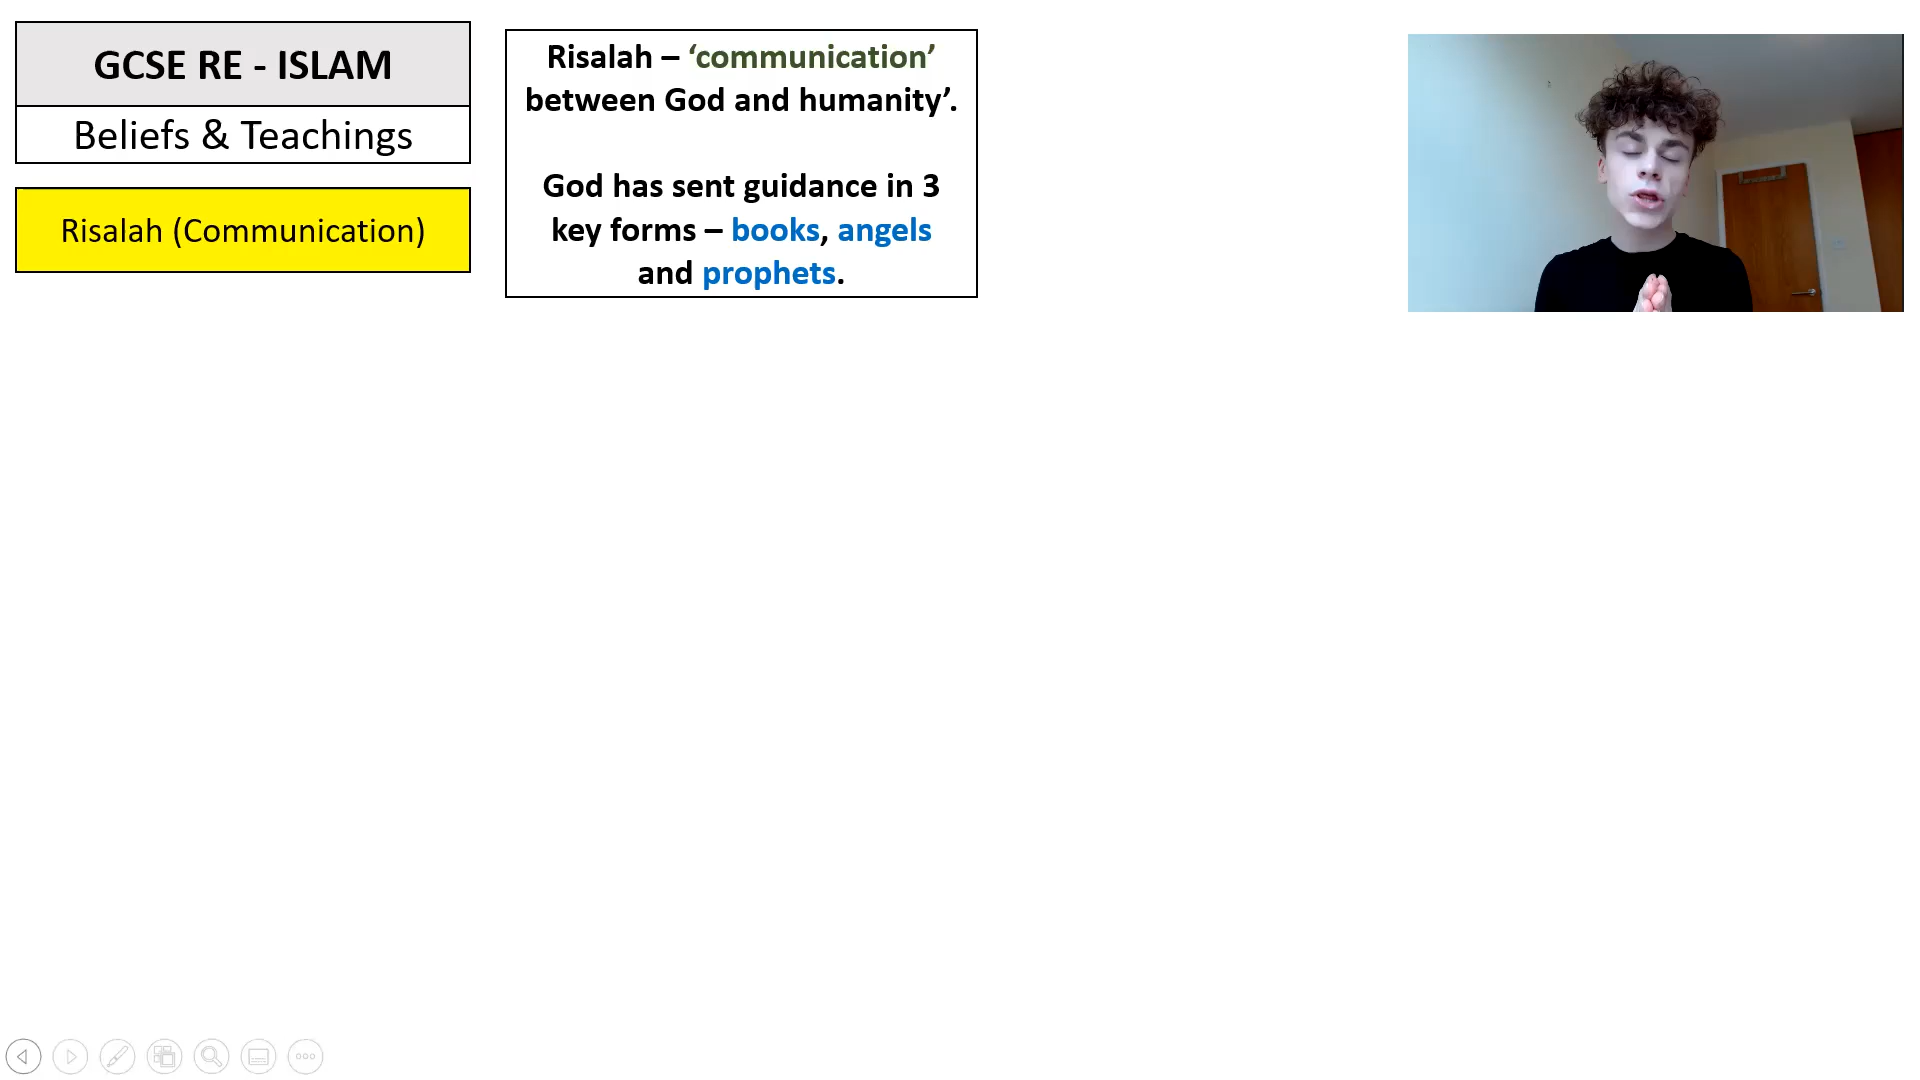 GCSE RE - ISLAM
Beliefs & Teachings
Risalah (Communication)
Risalah – ‘communication’
between God and humanity’.
God has sent guidance in 3
key forms – books, angels
and prophets.